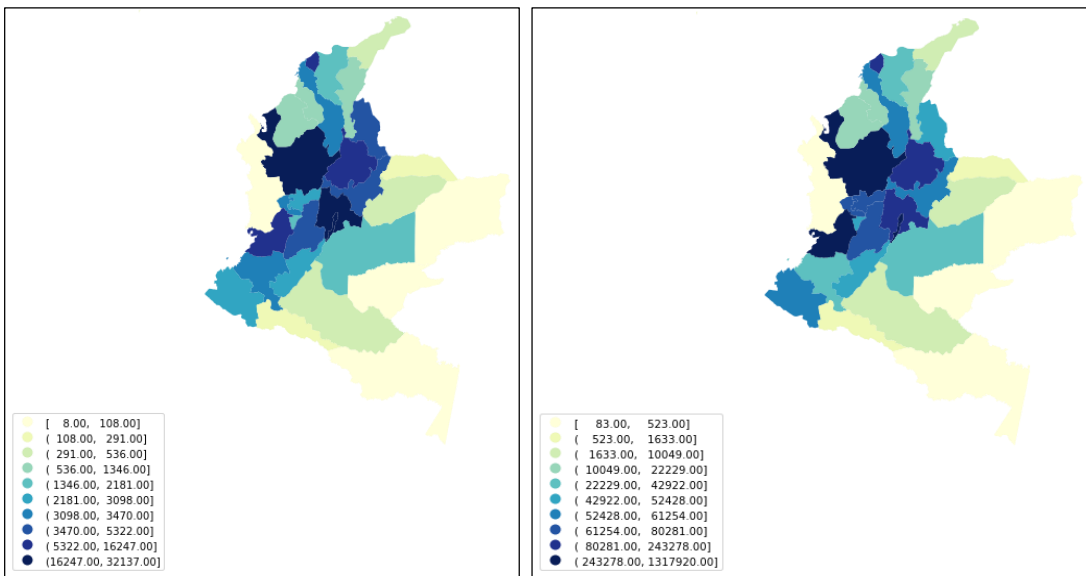 [ 8.00, 108.00]
( 108.00, 291.00]
( 291.00, 536.00]
( 536.00, 1346.00]
(1346.00, 2181.00]
(2181.00, 3098.00]
(3098.00, 3470.00]
(3470.00, 5322.00]
(5322.00, 16247.00]
(16247.00, 32137.00]
[ 83.00, 523.00]
( 523.00, 1633.00]
( 1633.00, 10049.00]
( 10049.00, 22229.00]
( 22229.00, 42922.00]
( 42922.00, 52428.00]
( 52428.00, 61254.00]
( 61254.00, 80281.00]
( 80281.00, 243278.00]
( 243278.00, 1317920.00]